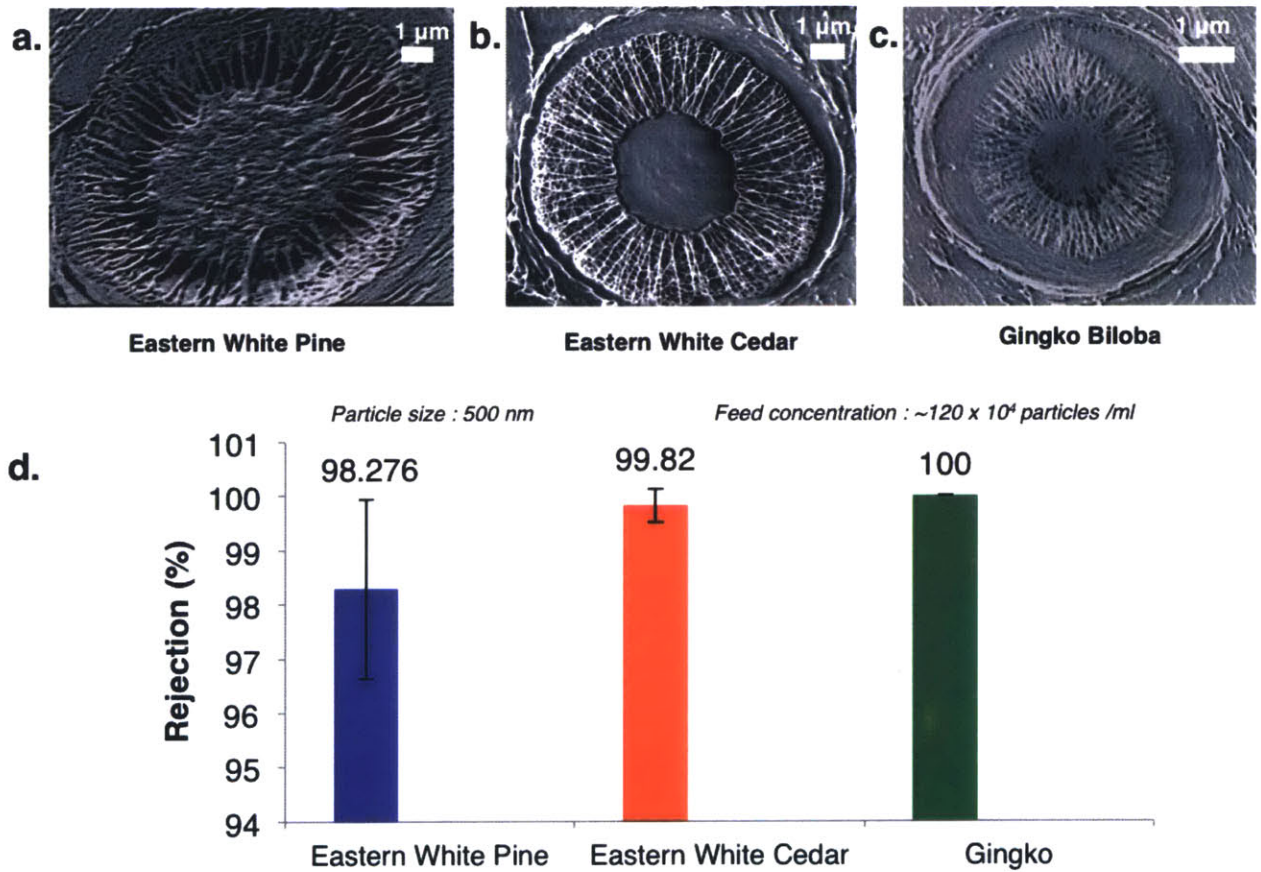 a.
1 μm
b.
1 μm
c.
1 μm
Eastern White Pine
Eastern White Cedar
Gingko Biloba
Particle size : 500 nm
Feed concentration : ~120 x 10⁴ particles /ml
d.
Rejection (%)
101
100
99
98
97
96
95
94
98.276
99.82
100
Eastern White Pine
Eastern White Cedar
Gingko